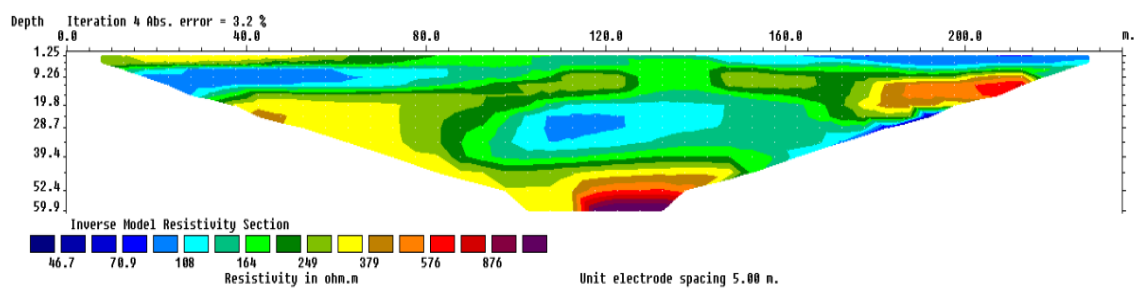 Depth Iteration 4 Abs. error = 3.2 %
0.0 40.0 80.0 120.0 160.0 200.0 m.
1.25
9.26
19.8
28.7
39.4
52.4
59.9
Inverse Model Resistivity Section
46.7 70.9 108 164 249 379 576 876
Resistivity in ohm.m Unit electrode spacing 5.00 m.